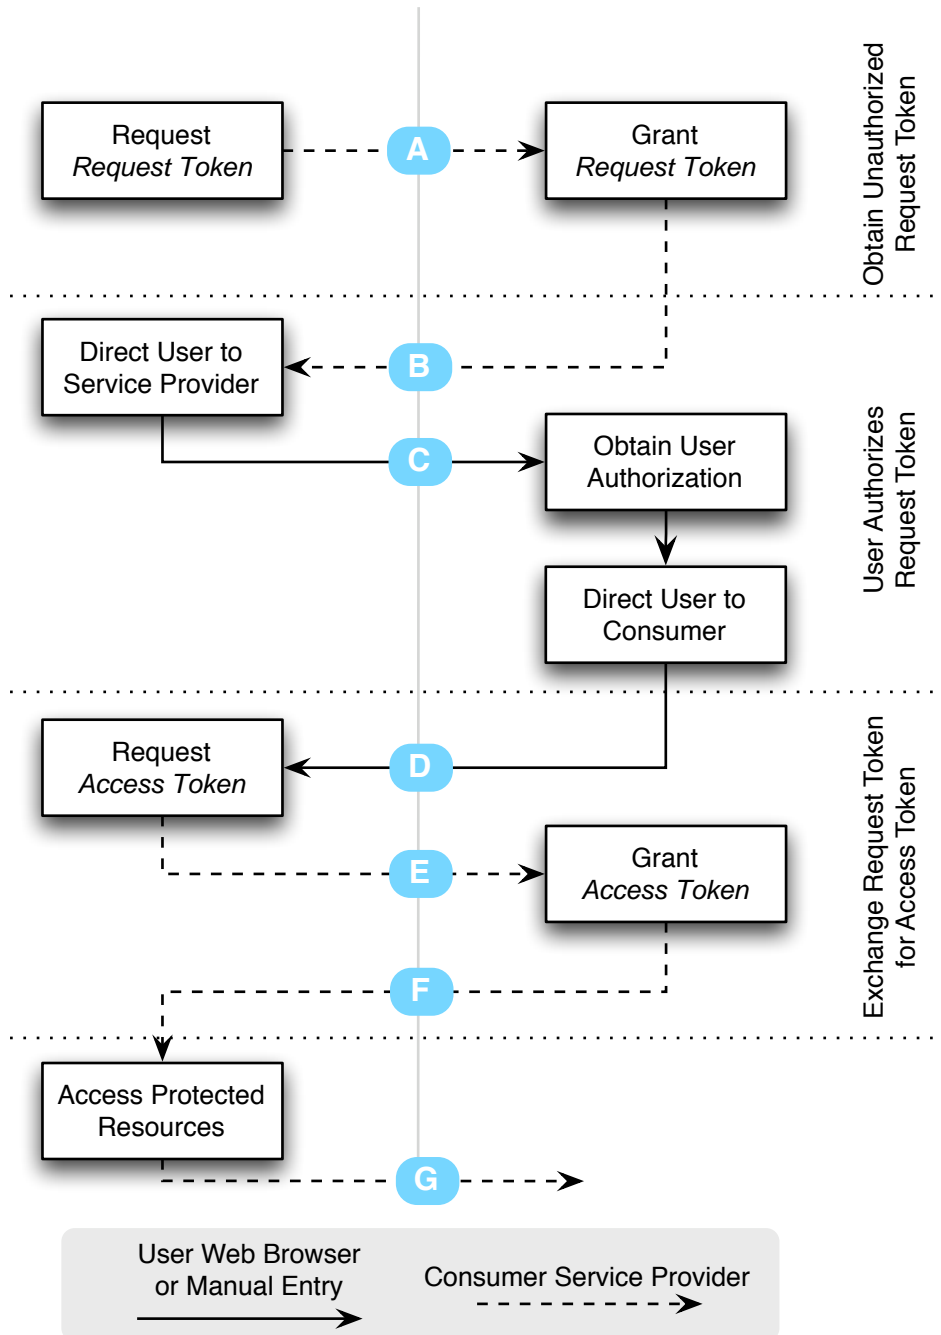 Request
Request Token
A
Grant
Request Token
Obtain Unauthorized
Request Token
Direct User to
Service Provider
B
C
Obtain User
Authorization
Direct User to
Consumer
User Authorizes
Request Token
Request
Access Token
D
E
Grant
Access Token
F
Exchange Request Token
for Access Token
Access Protected
Resources
G
User Web Browser
or Manual Entry
Consumer Service Provider